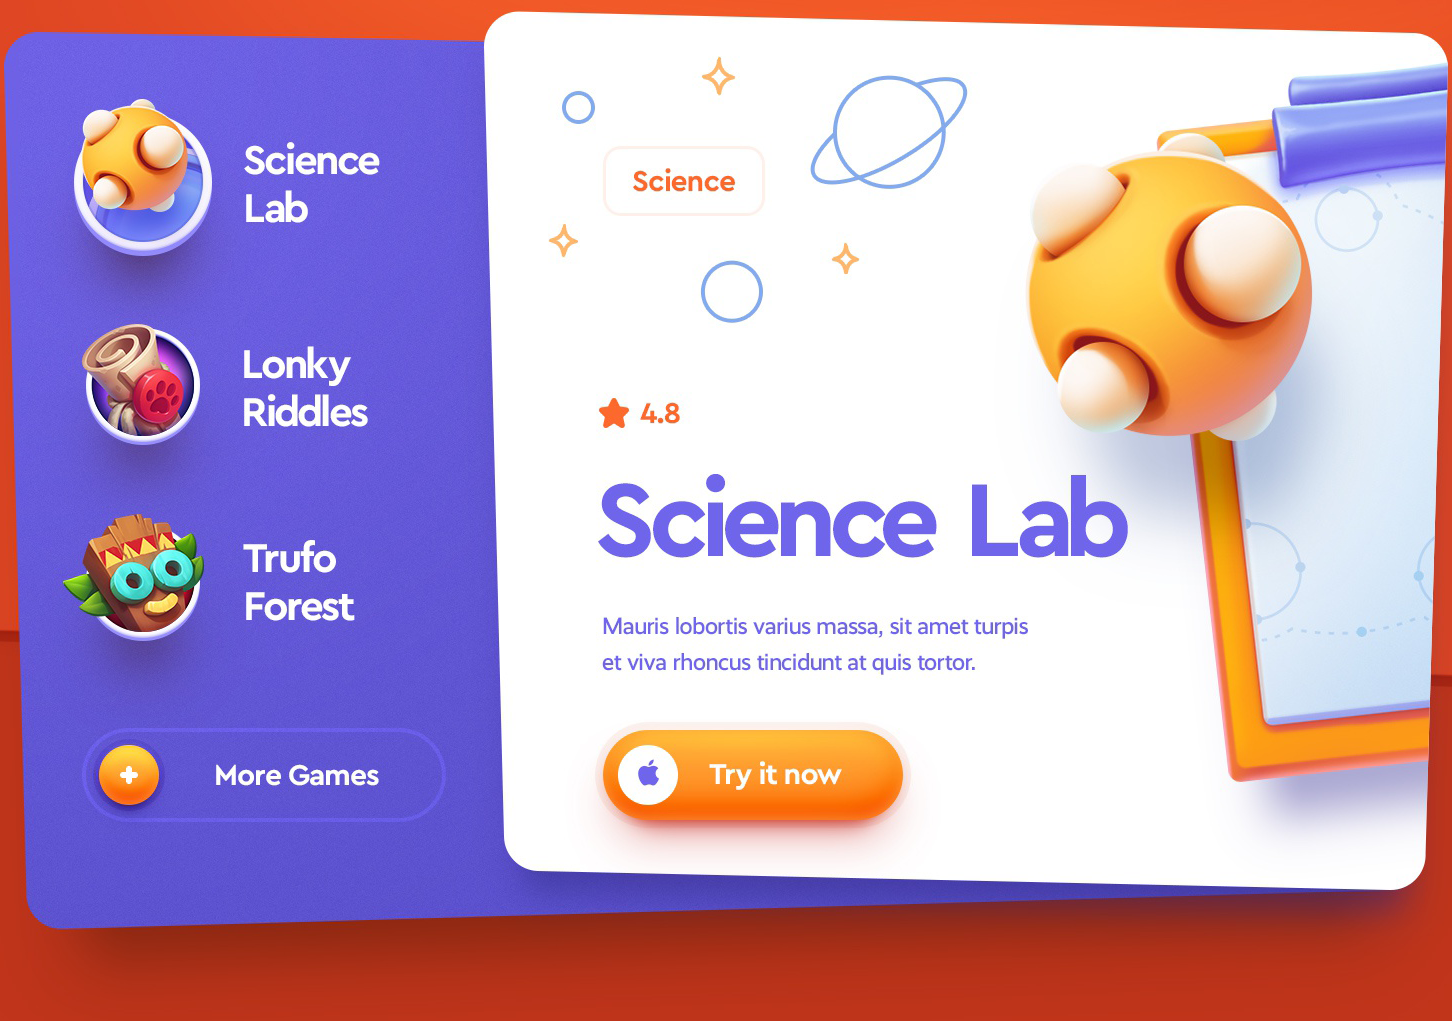 Science
Lab
Lonky
Riddles
Trufo
Forest
More Games
Science
4.8
Science Lab
Mauris lobortis varius massa, sit amet turpis
et viva rhoncus tincidunt at quis tortor.
Try it now